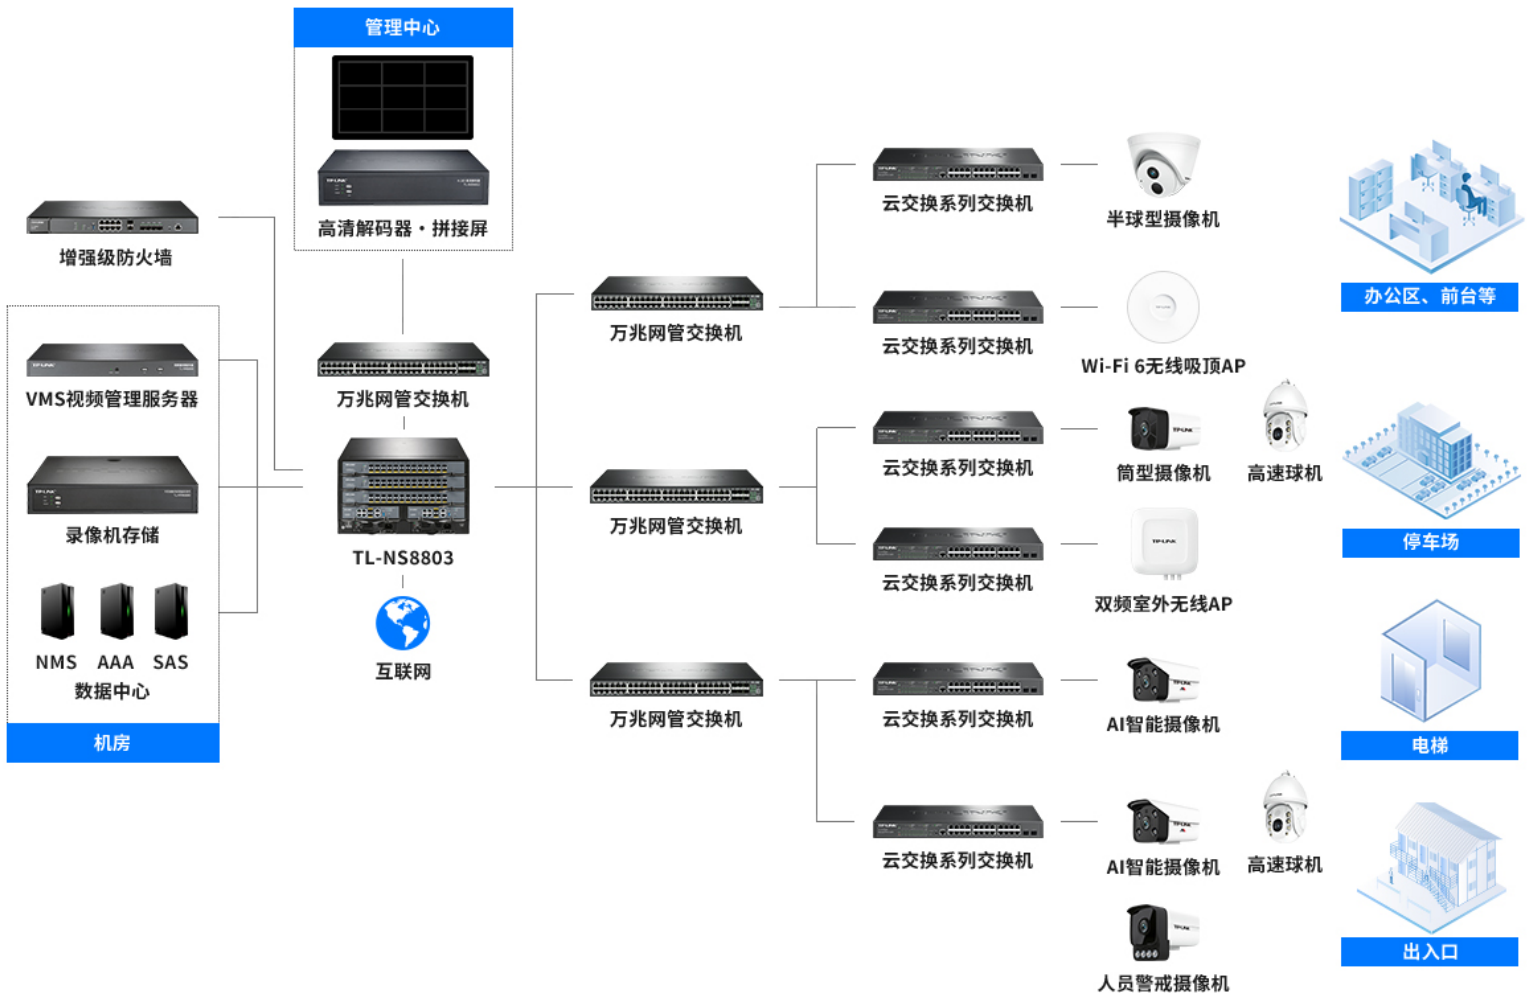 管理中心
高清解码器·拼接屏
增强级防火墙
VMS视频管理服务器
录像机存储
NMS AAA SAS
数据中心
机房
万兆网管交换机
TL-NS8803
互联网
万兆网管交换机
万兆网管交换机
万兆网管交换机
云交换系列交换机
半球型摄像机
云交换系列交换机
Wi-Fi 6无线吸顶AP
办公区、前台等
云交换系列交换机
筒型摄像机
高速球机
云交换系列交换机
TP-LINK
双频室外无线AP
停车场
云交换系列交换机
AI智能摄像机
电梯
云交换系列交换机
AI智能摄像机
高速球机
人员警戒摄像机
出入口